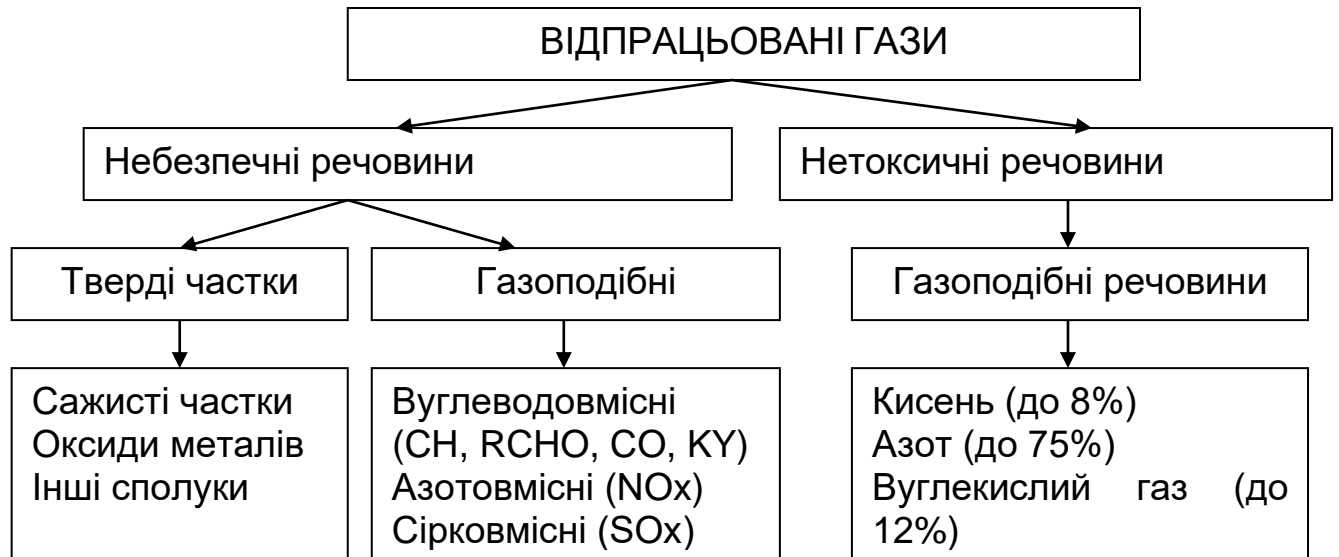 ВІДПРАЦЬОВАНІ ГАЗИ
Небезпечні речовини
Нетоксичні речовини
Тверді частки
Газоподібні
Газоподібні речовини
Сажисті частки
Оксиди металів
Інші сполуки
Вуглеводовмісні
(CH, RCHO, CO, KY)
Азотовмісні (NOx)
Сірковмісні (SOx)
Кисень (до 8%)
Азот (до 75%)
Вуглекислий газ (до
12%)